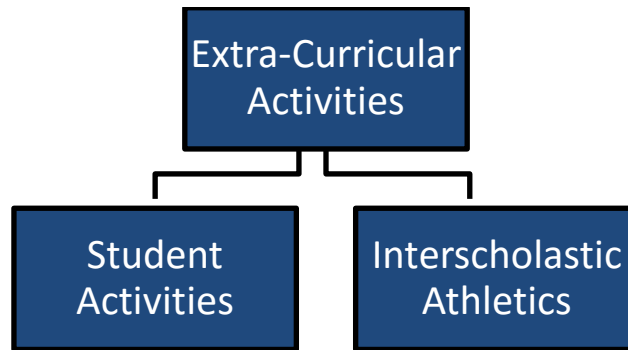 Extra-Curricular
Activities
Student
Activities
Interscholastic
Athletics